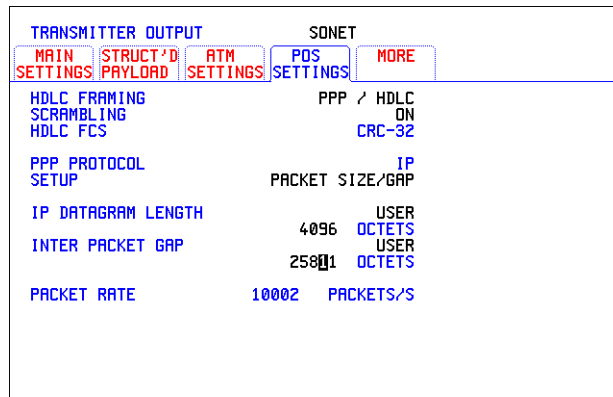 TRANSMITTER OUTPUT SONET
MAIN SETTINGS STRUCT'D PAYLOAD ATM SETTINGS POS SETTINGS MORE
HDLC FRAMING PPP / HDLC
SCRAMBLING ON
HDLC FCS CRC-32
PPP PROTOCOL IP
SETUP PACKET SIZE/GAP
IP DATAGRAM LENGTH USER
4096 OCTETS
INTER PACKET GAP USER
25811 OCTETS
PACKET RATE 10002 PACKETS/S